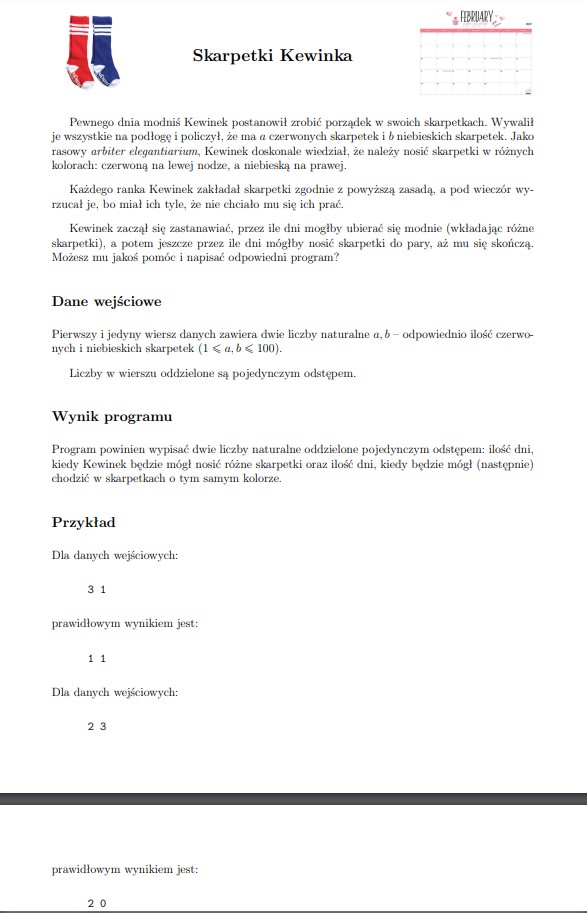 FEBRUARY
Skarpetki Kewinka
Pewnego dnia modniś Kewinek postanowił zrobić porządek w swoich skarpetkach. Wywalił
je wszystkie na podłogę i policzył, że ma a czerwonych skarpetek i b niebieskich skarpetek. Jako
rasowy arbiter elegantiarium, Kewinek doskonale wiedział, że należy nosić skarpetki w różnych
kolorach: czerwoną na lewej nodze, a niebieską na prawej.
Każdego ranka Kewinek zakładał skarpetki zgodnie z powyższą zasadą, a pod wieczór wy-
rzucał je, bo miał ich tyle, że nie chciało mu się ich prać.
Kewinek zaczął się zastanawiać, przez ile dni mogłby ubierać się modnie (wkładając różne
skarpetki), a potem jeszcze przez ile dni mógłby nosić skarpetki do pary, aż mu się skończą.
Możesz mu jakoś pomóc i napisać odpowiedni program?
Dane wejściowe
Pierwszy i jedyny wiersz danych zawiera dwie liczby naturalne a, b – odpowiednio ilość czerwo-
nych i niebieskich skarpetek (1 ⩽ a, b ⩽ 100).
Liczby w wierszu oddzielone są pojedynczym odstępem.
Wynik programu
Program powinien wypisać dwie liczby naturalne oddzielone pojedynczym odstępem: ilość dni,
kiedy Kewinek będzie mógł nosić różne skarpetki oraz ilość dni, kiedy będzie mógł (następnie)
chodzić w skarpetkach o tym samym kolorze.
Przykład
Dla danych wejściowych:
3 1
prawidłowym wynikiem jest:
1 1
Dla danych wejściowych:
2 3
prawidłowym wynikiem jest:
2 0